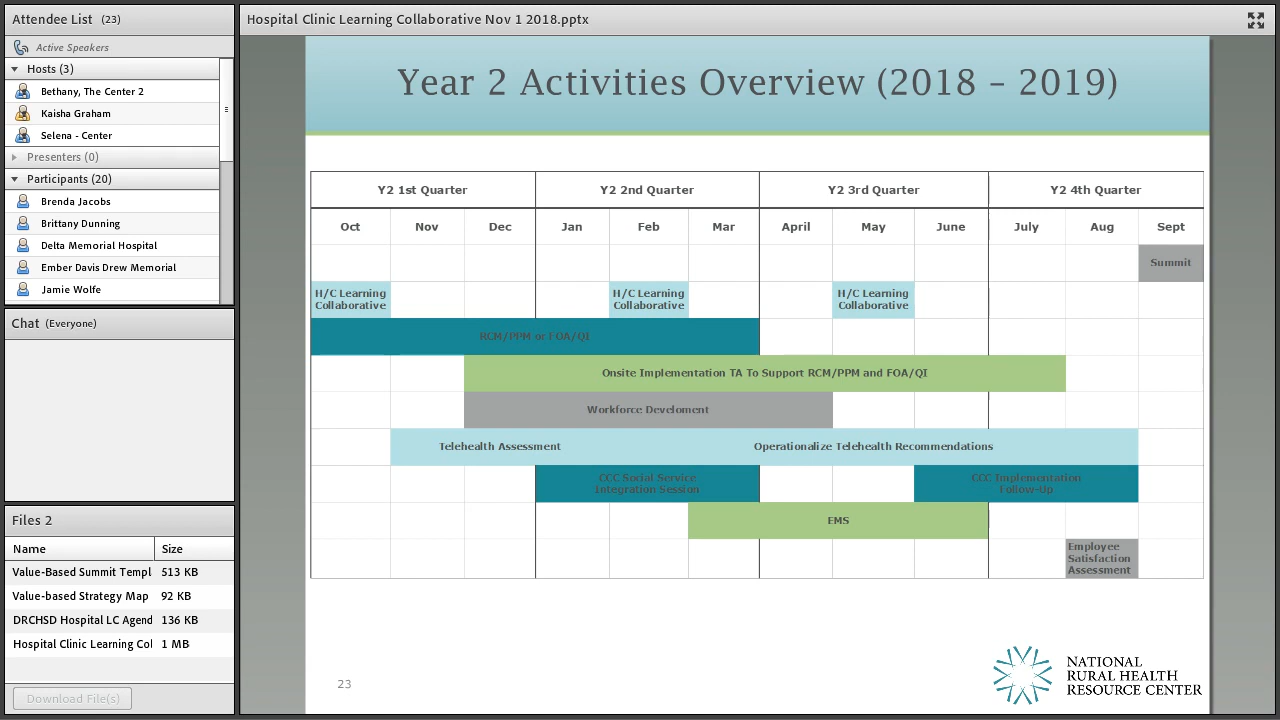 Attendee List (23)
Active Speakers
Hosts (3)
Bethany, The Center 2
Kaisha Graham
Selena - Center
Presenters (0)
Participants (20)
Brenda Jacobs
Brittany Dunning
Delta Memorial Hospital
Ember Davis Drew Memorial
Jamie Wolfe
Chat (Everyone)
Files 2
Name Size
Value-Based Summit Templ 513 KB
Value-based Strategy Map 92 KB
DRCHSD Hospital LC Agend 136 KB
Hospital Clinic Learning Col 1 MB
Download File(s)
Hospital Clinic Learning Collaborative Nov 1 2018.pptx
Year 2 Activities Overview (2018 – 2019)
Y2 1st Quarter Y2 2nd Quarter Y2 3rd Quarter Y2 4th Quarter
Oct Nov Dec Jan Feb Mar April May June July Aug Sept
Summit
H/C Learning
Collaborative
H/C Learning
Collaborative
H/C Learning
Collaborative
RCM/PPM or FOA/QI
Onsite Implementation TA To Support RCM/PPM and FOA/QI
Workforce Develoment
Telehealth Assessment Operationalize Telehealth Recommendations
CCC Social Service
Integration Session
CCC Implementation
Follow-Up
EMS
Employee
Satisfaction
Assessment
23
NATIONAL
RURAL HEALTH
RESOURCE CENTER